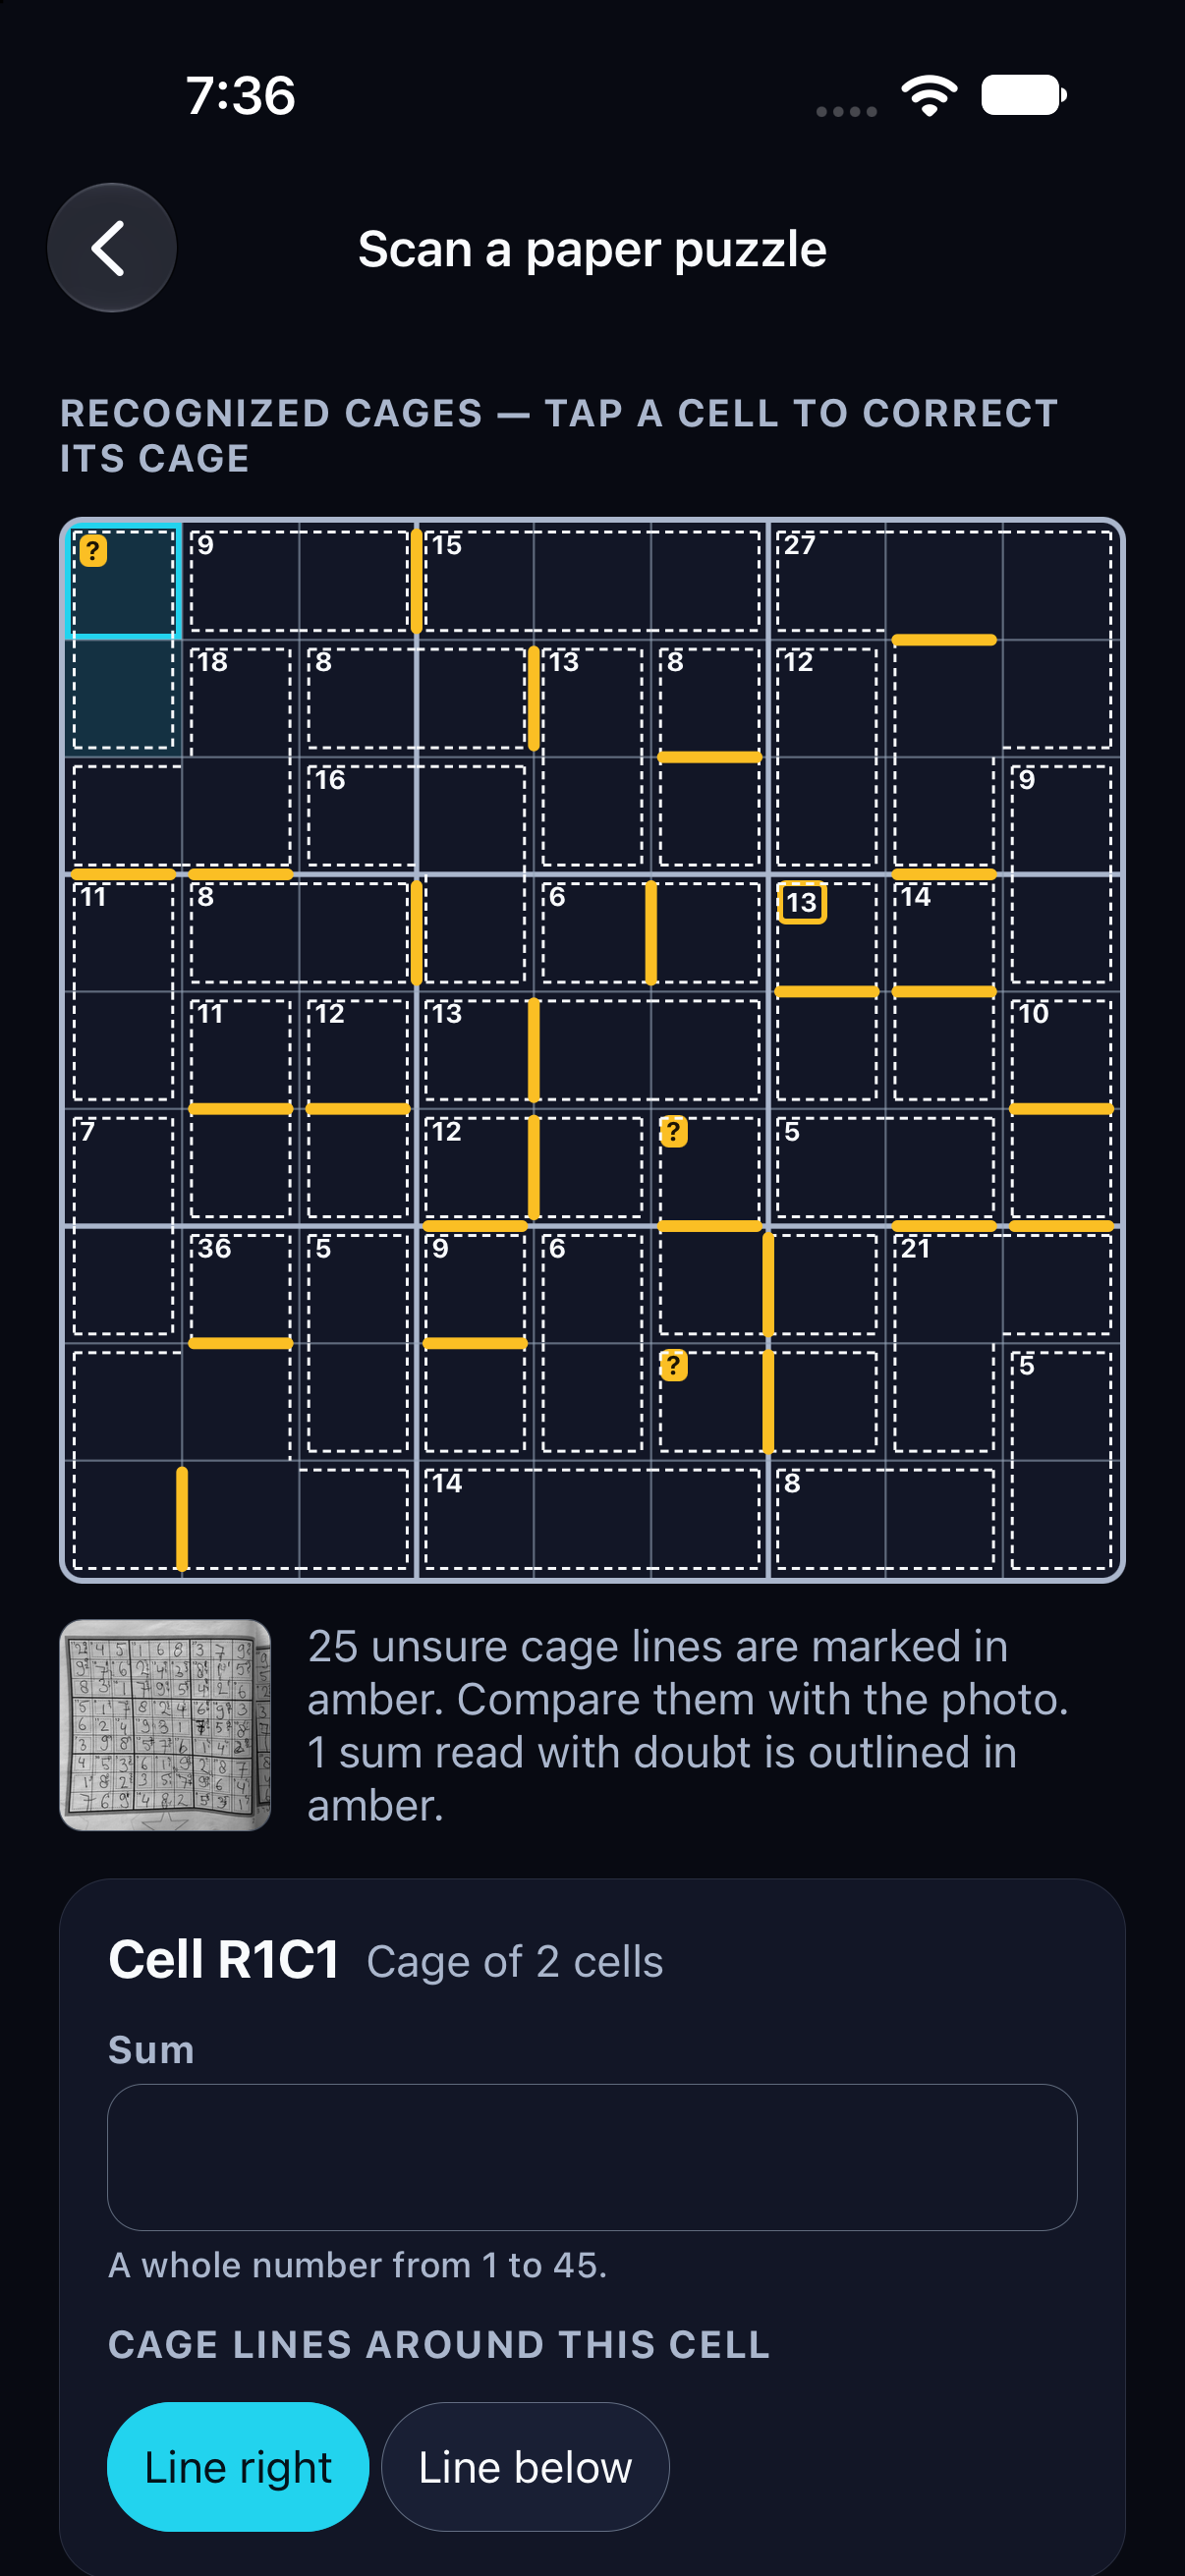 7:36
Scan a paper puzzle
RECOGNIZED CAGES — TAP A CELL TO CORRECT
ITS CAGE
? 9 15 27
18 8 13 8 12
16 9
11 8 6 13 14
11 12 13 10
7 12 ? 5
36 5 9 6 21
? 5
14 8
25 unsure cage lines are marked in
amber. Compare them with the photo.
1 sum read with doubt is outlined in
amber.
Cell R1C1 Cage of 2 cells
Sum
A whole number from 1 to 45.
CAGE LINES AROUND THIS CELL
Line right Line below